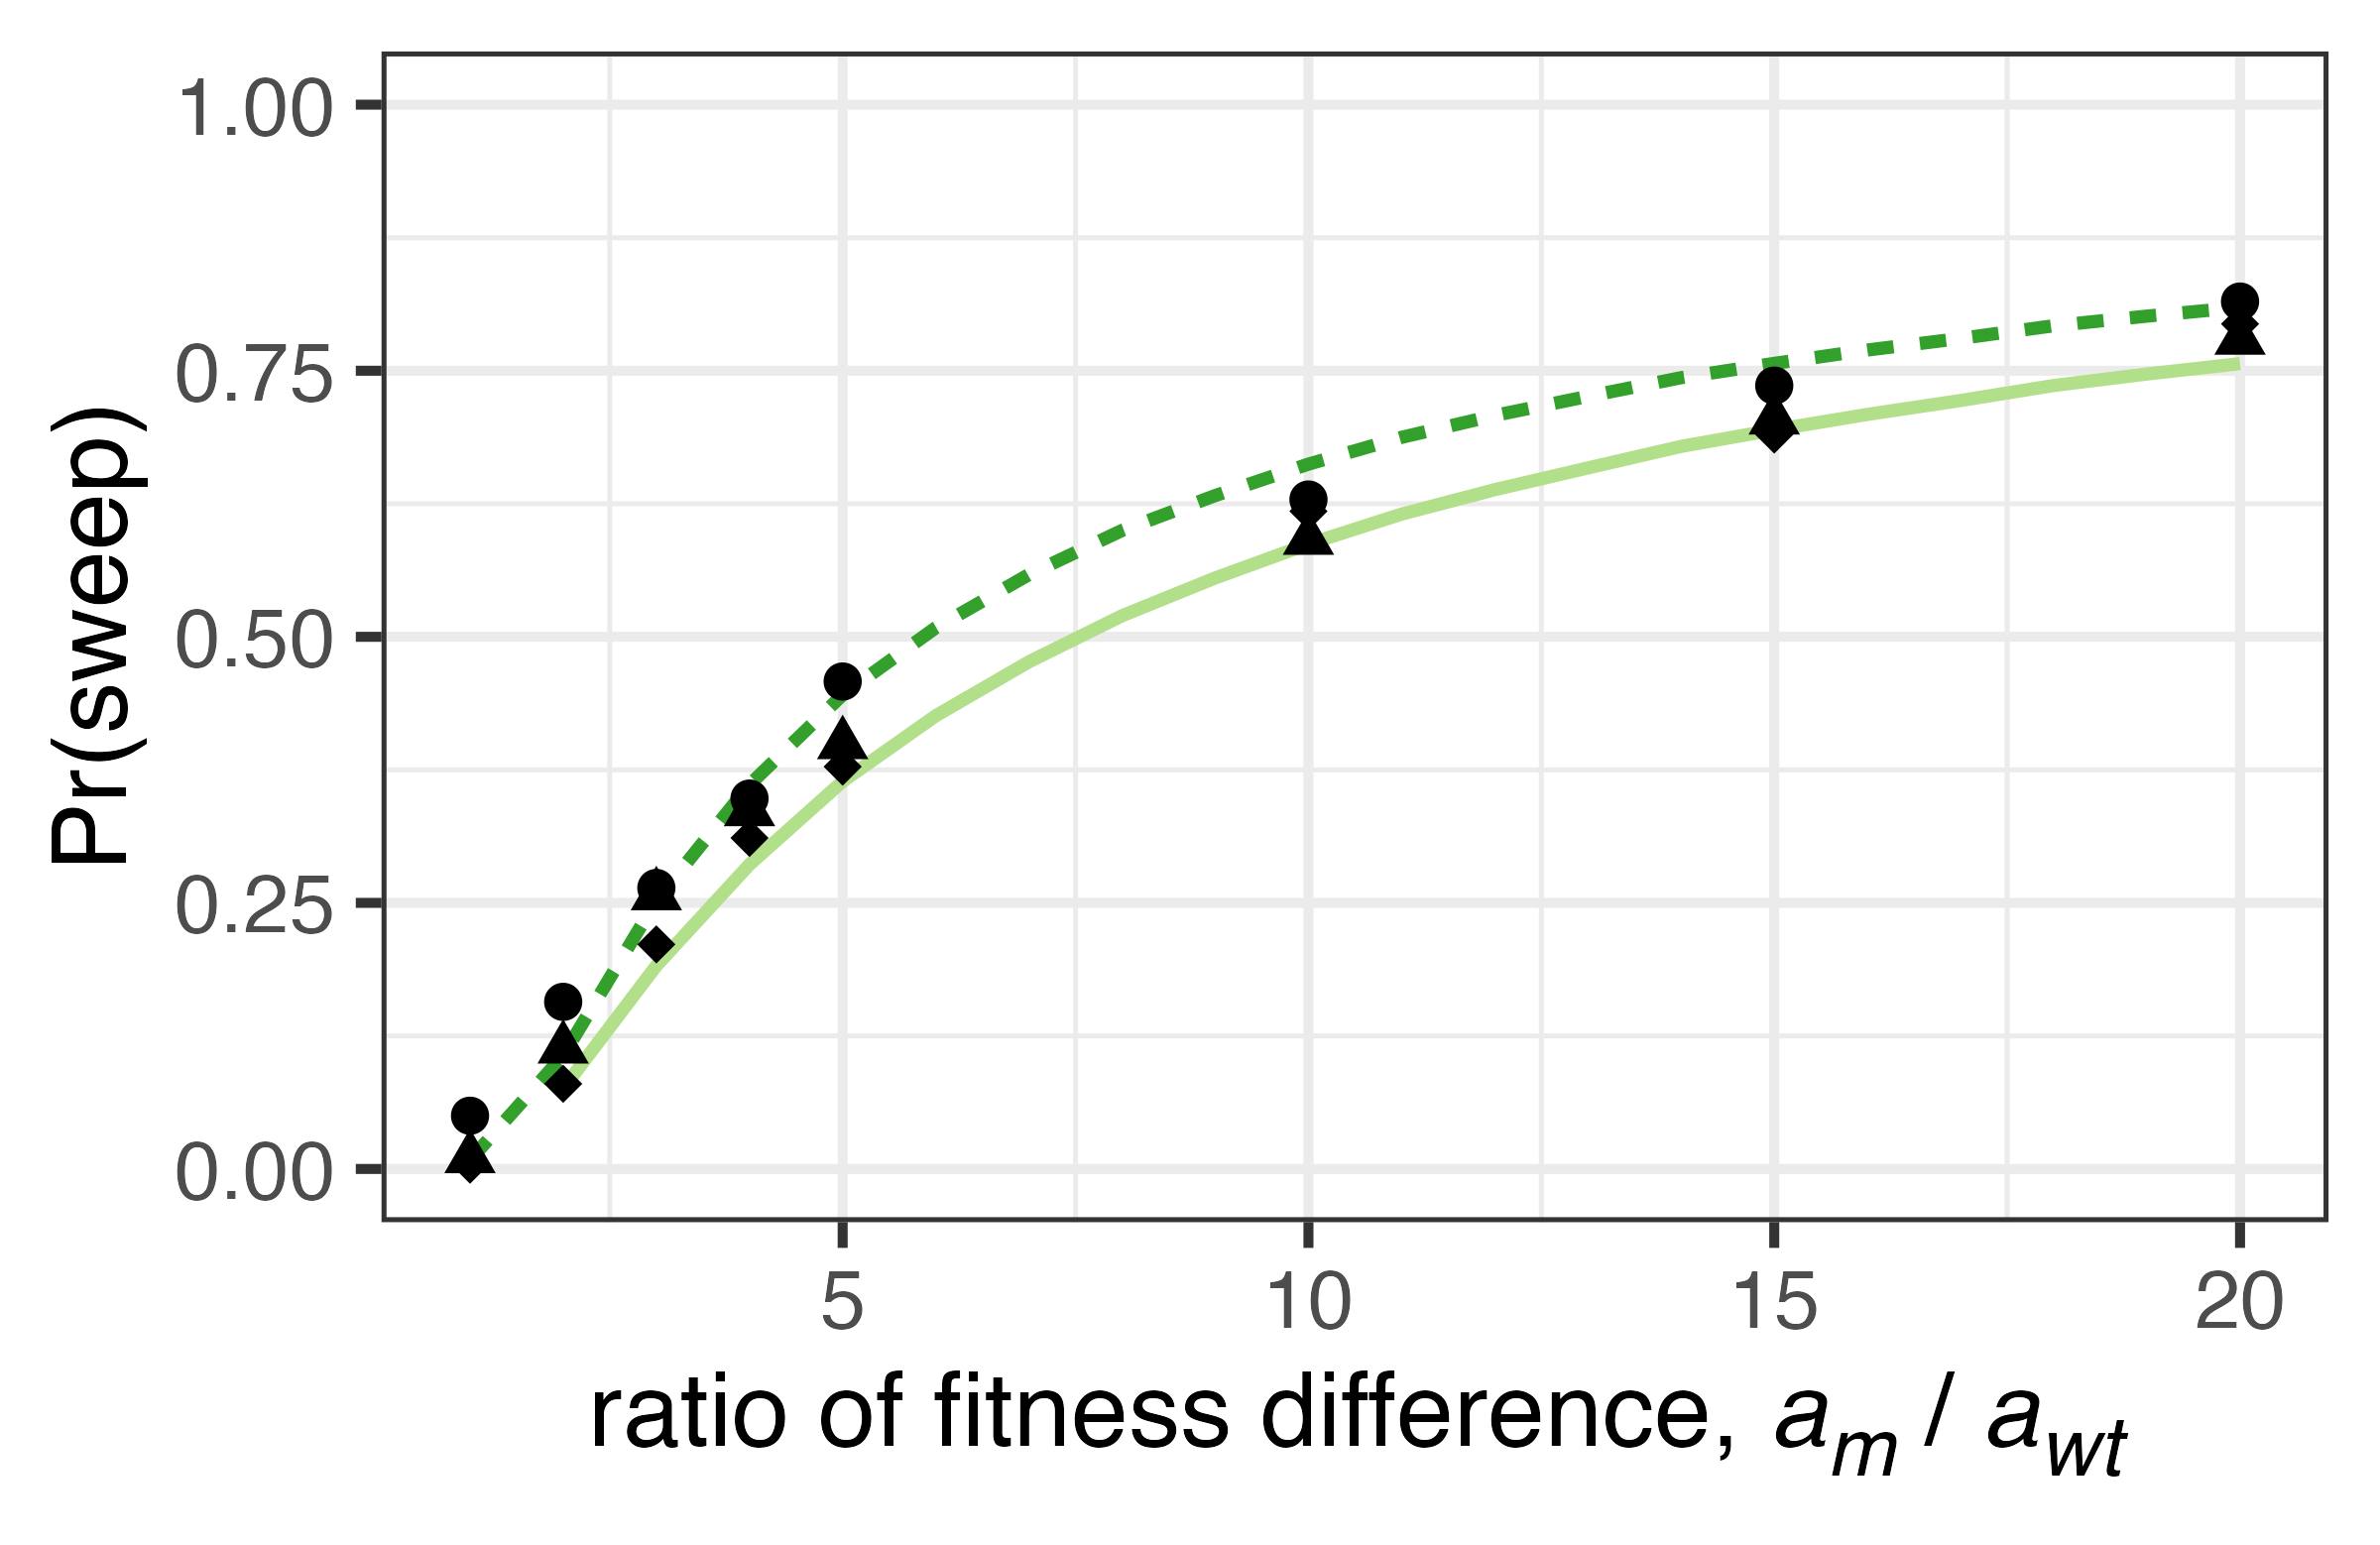 1.00
0.75
0.50
0.25
0.00
Pr(sweep)
5 10 15 20
ratio of fitness difference, aₘ / a_wt